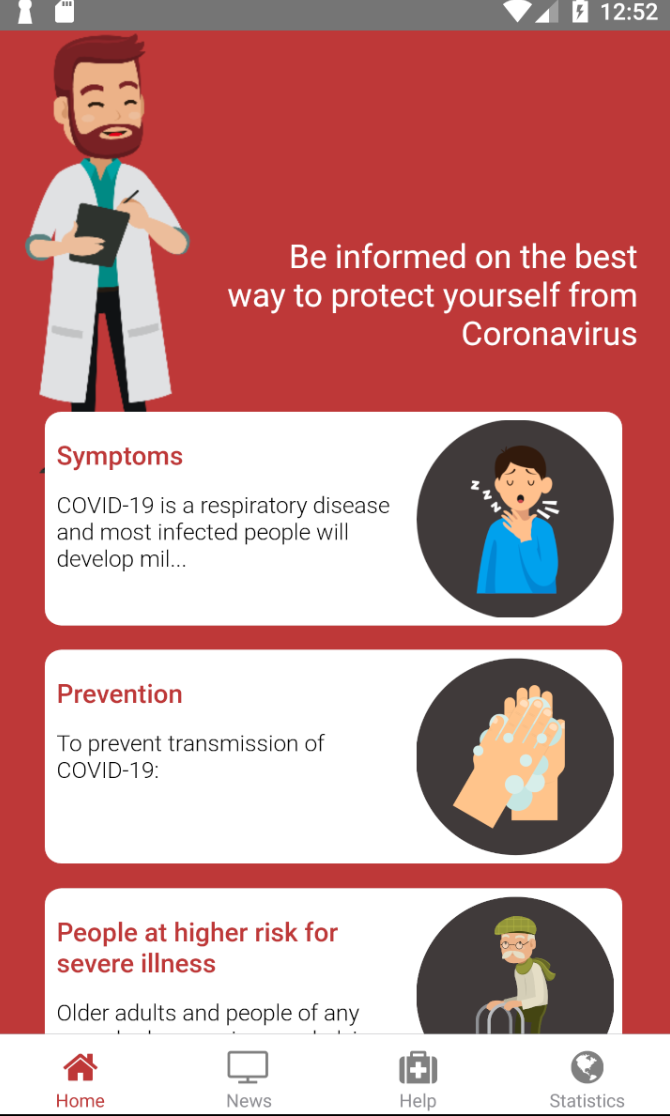 12:52
Be informed on the best
way to protect yourself from
Coronavirus
Symptoms
COVID-19 is a respiratory disease
and most infected people will
develop mil...
z z z
Prevention
To prevent transmission of
COVID-19:
People at higher risk for
severe illness
Older adults and people of any
Home
News
Help
Statistics